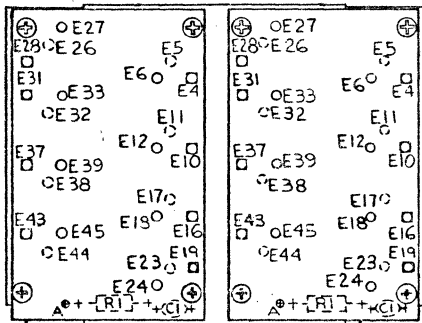 E27 E27
E28 E26 E5 E28 E26 E5
E31 E6 E4 E31 E6 E4
E33 E33
E32 E11 E32 E11
E12 E12
E37 E39 E10 E37 E39 E10
E38 E38
E17 E17
E43 E18 E16 E43 E18 E16
E45 E45
E44 E19 E44 E19
E23 E23
E24 E24
A + R1 + C1 + A + R1 + C1 +